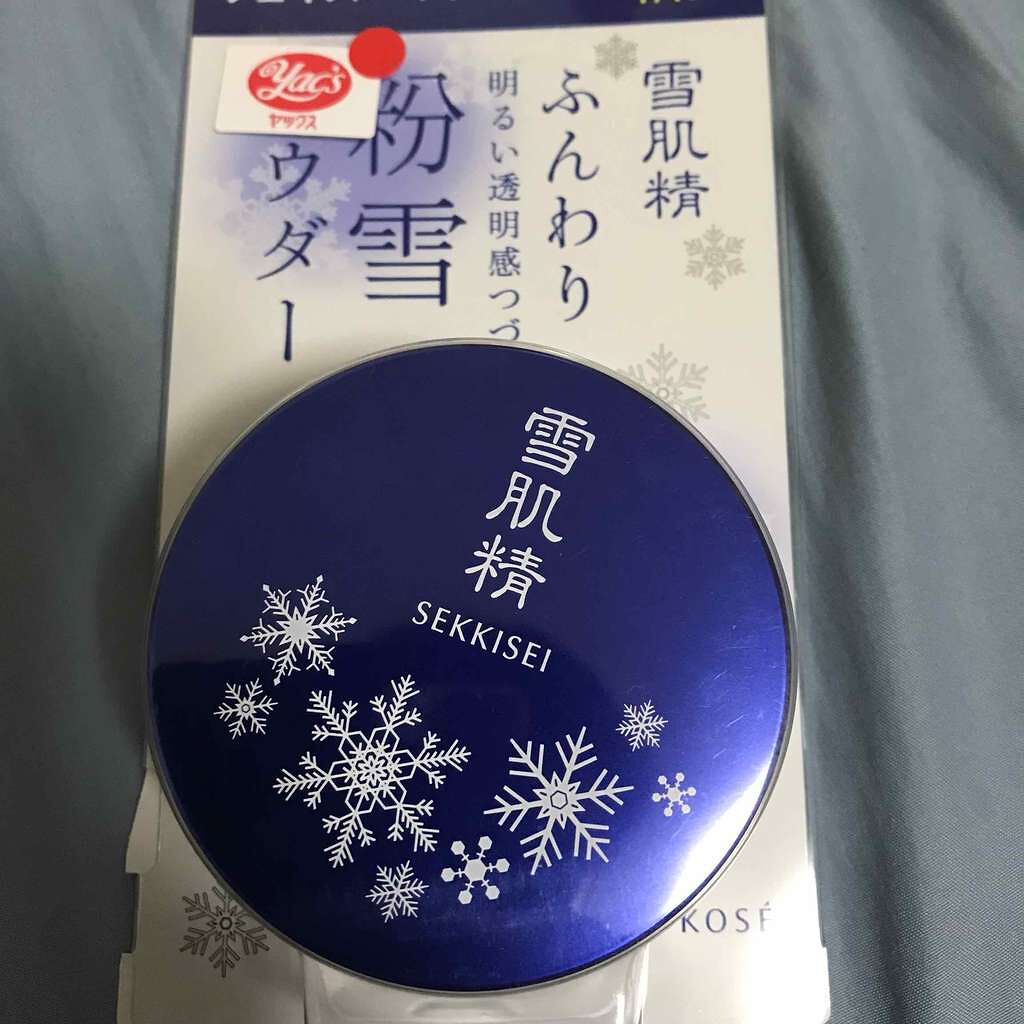 yac's
ヤックス
雪肌精
ふんわり
明るい透明感つづ
粉雪
ウダー
雪肌精
SEKKISEI
KOSÉ